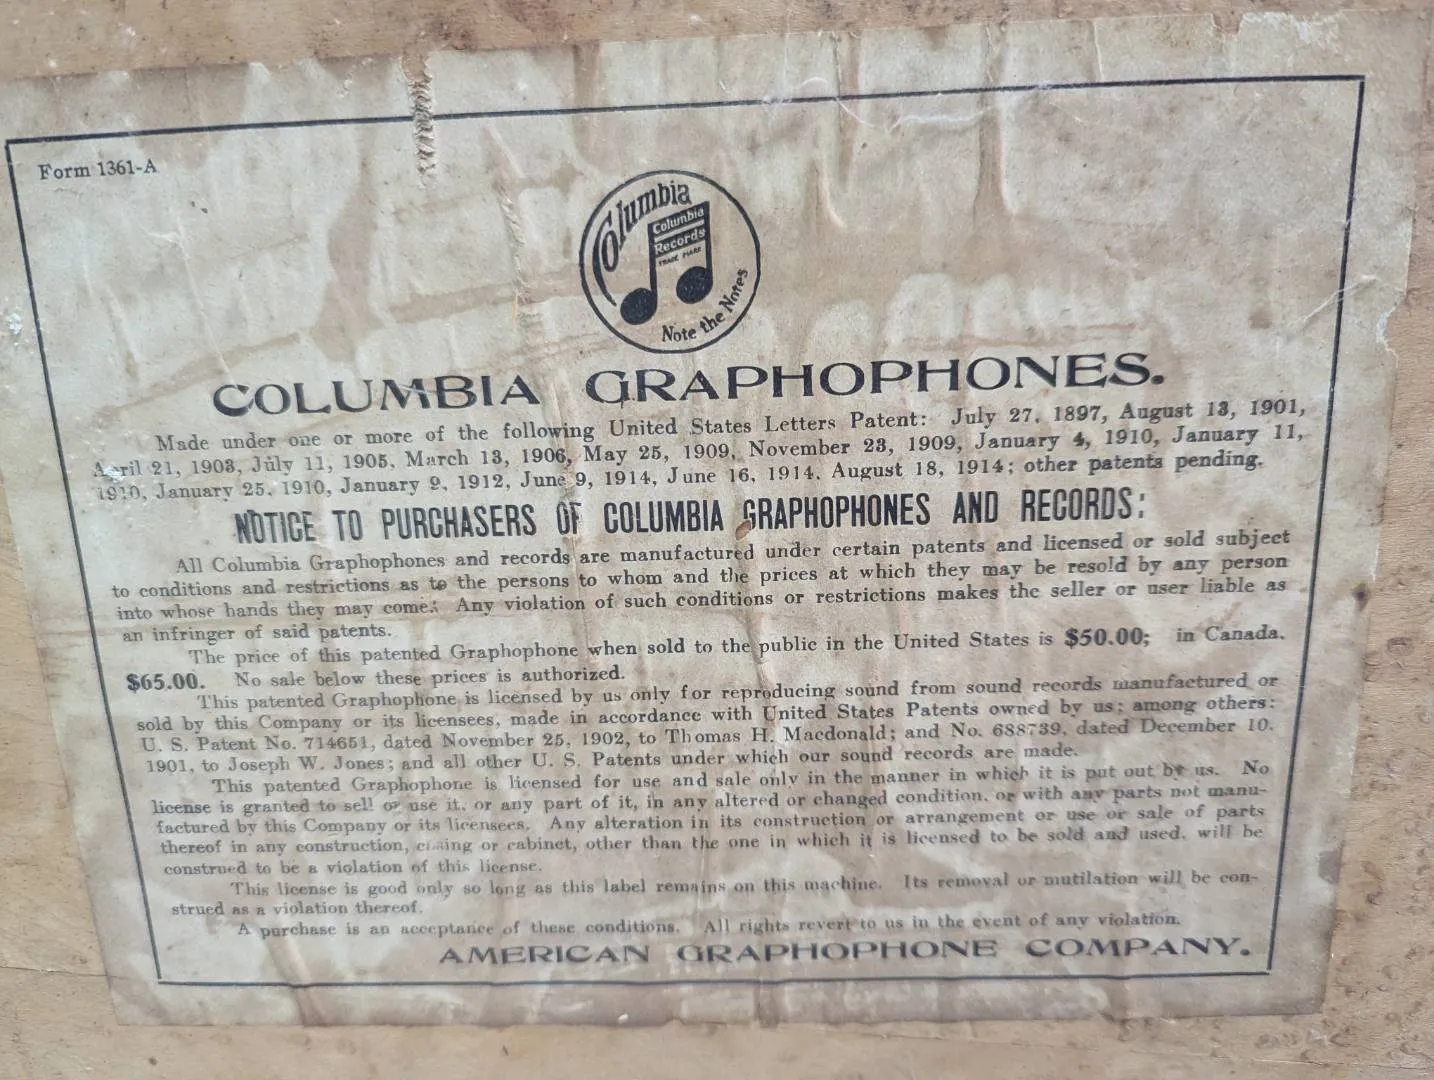 Form 1361-A
Columbia
Columbia
Records
TRADE MARK
Note the Notes
COLUMBIA GRAPHOPHONES.
Made under one or more of the following United States Letters Patent: July 27, 1897, August 13, 1901,
April 21, 1903, July 11, 1905, March 13, 1906, May 25, 1909, November 23, 1909, January 4, 1910, January 11,
1910, January 25, 1910, January 9, 1912, June 9, 1914, June 16, 1914, August 18, 1914; other patents pending.
NOTICE TO PURCHASERS OF COLUMBIA GRAPHOPHONES AND RECORDS:
All Columbia Graphophones and records are manufactured under certain patents and licensed or sold subject
to conditions and restrictions as to the persons to whom and the prices at which they may be resold by any person
into whose hands they may come. Any violation of such conditions or restrictions makes the seller or user liable as
an infringer of said patents.
The price of this patented Graphophone when sold to the public in the United States is $50.00; in Canada.
$65.00. No sale below these prices is authorized.
This patented Graphophone is licensed by us only for reproducing sound from sound records manufactured or
sold by this Company or its licensees, made in accordance with United States Patents owned by us; among others:
U. S. Patent No. 714651, dated November 25, 1902, to Thomas H. Macdonald; and No. 688739, dated December 10.
1901, to Joseph W. Jones; and all other U. S. Patents under which our sound records are made.
This patented Graphophone is licensed for use and sale only in the manner in which it is put out by us. No
license is granted to sell or use it, or any part of it, in any altered or changed condition, or with any parts not manu-
factured by this Company or its licensees. Any alteration in its construction or arrangement or use or sale of parts
thereof in any construction, casing or cabinet, other than the one in which it is licensed to be sold and used, will be
construed to be a violation of this license.
This license is good only so long as this label remains on this machine. Its removal or mutilation will be con-
strued as a violation thereof.
A purchase is an acceptance of these conditions. All rights revert to us in the event of any violation.
AMERICAN GRAPHOPHONE COMPANY.